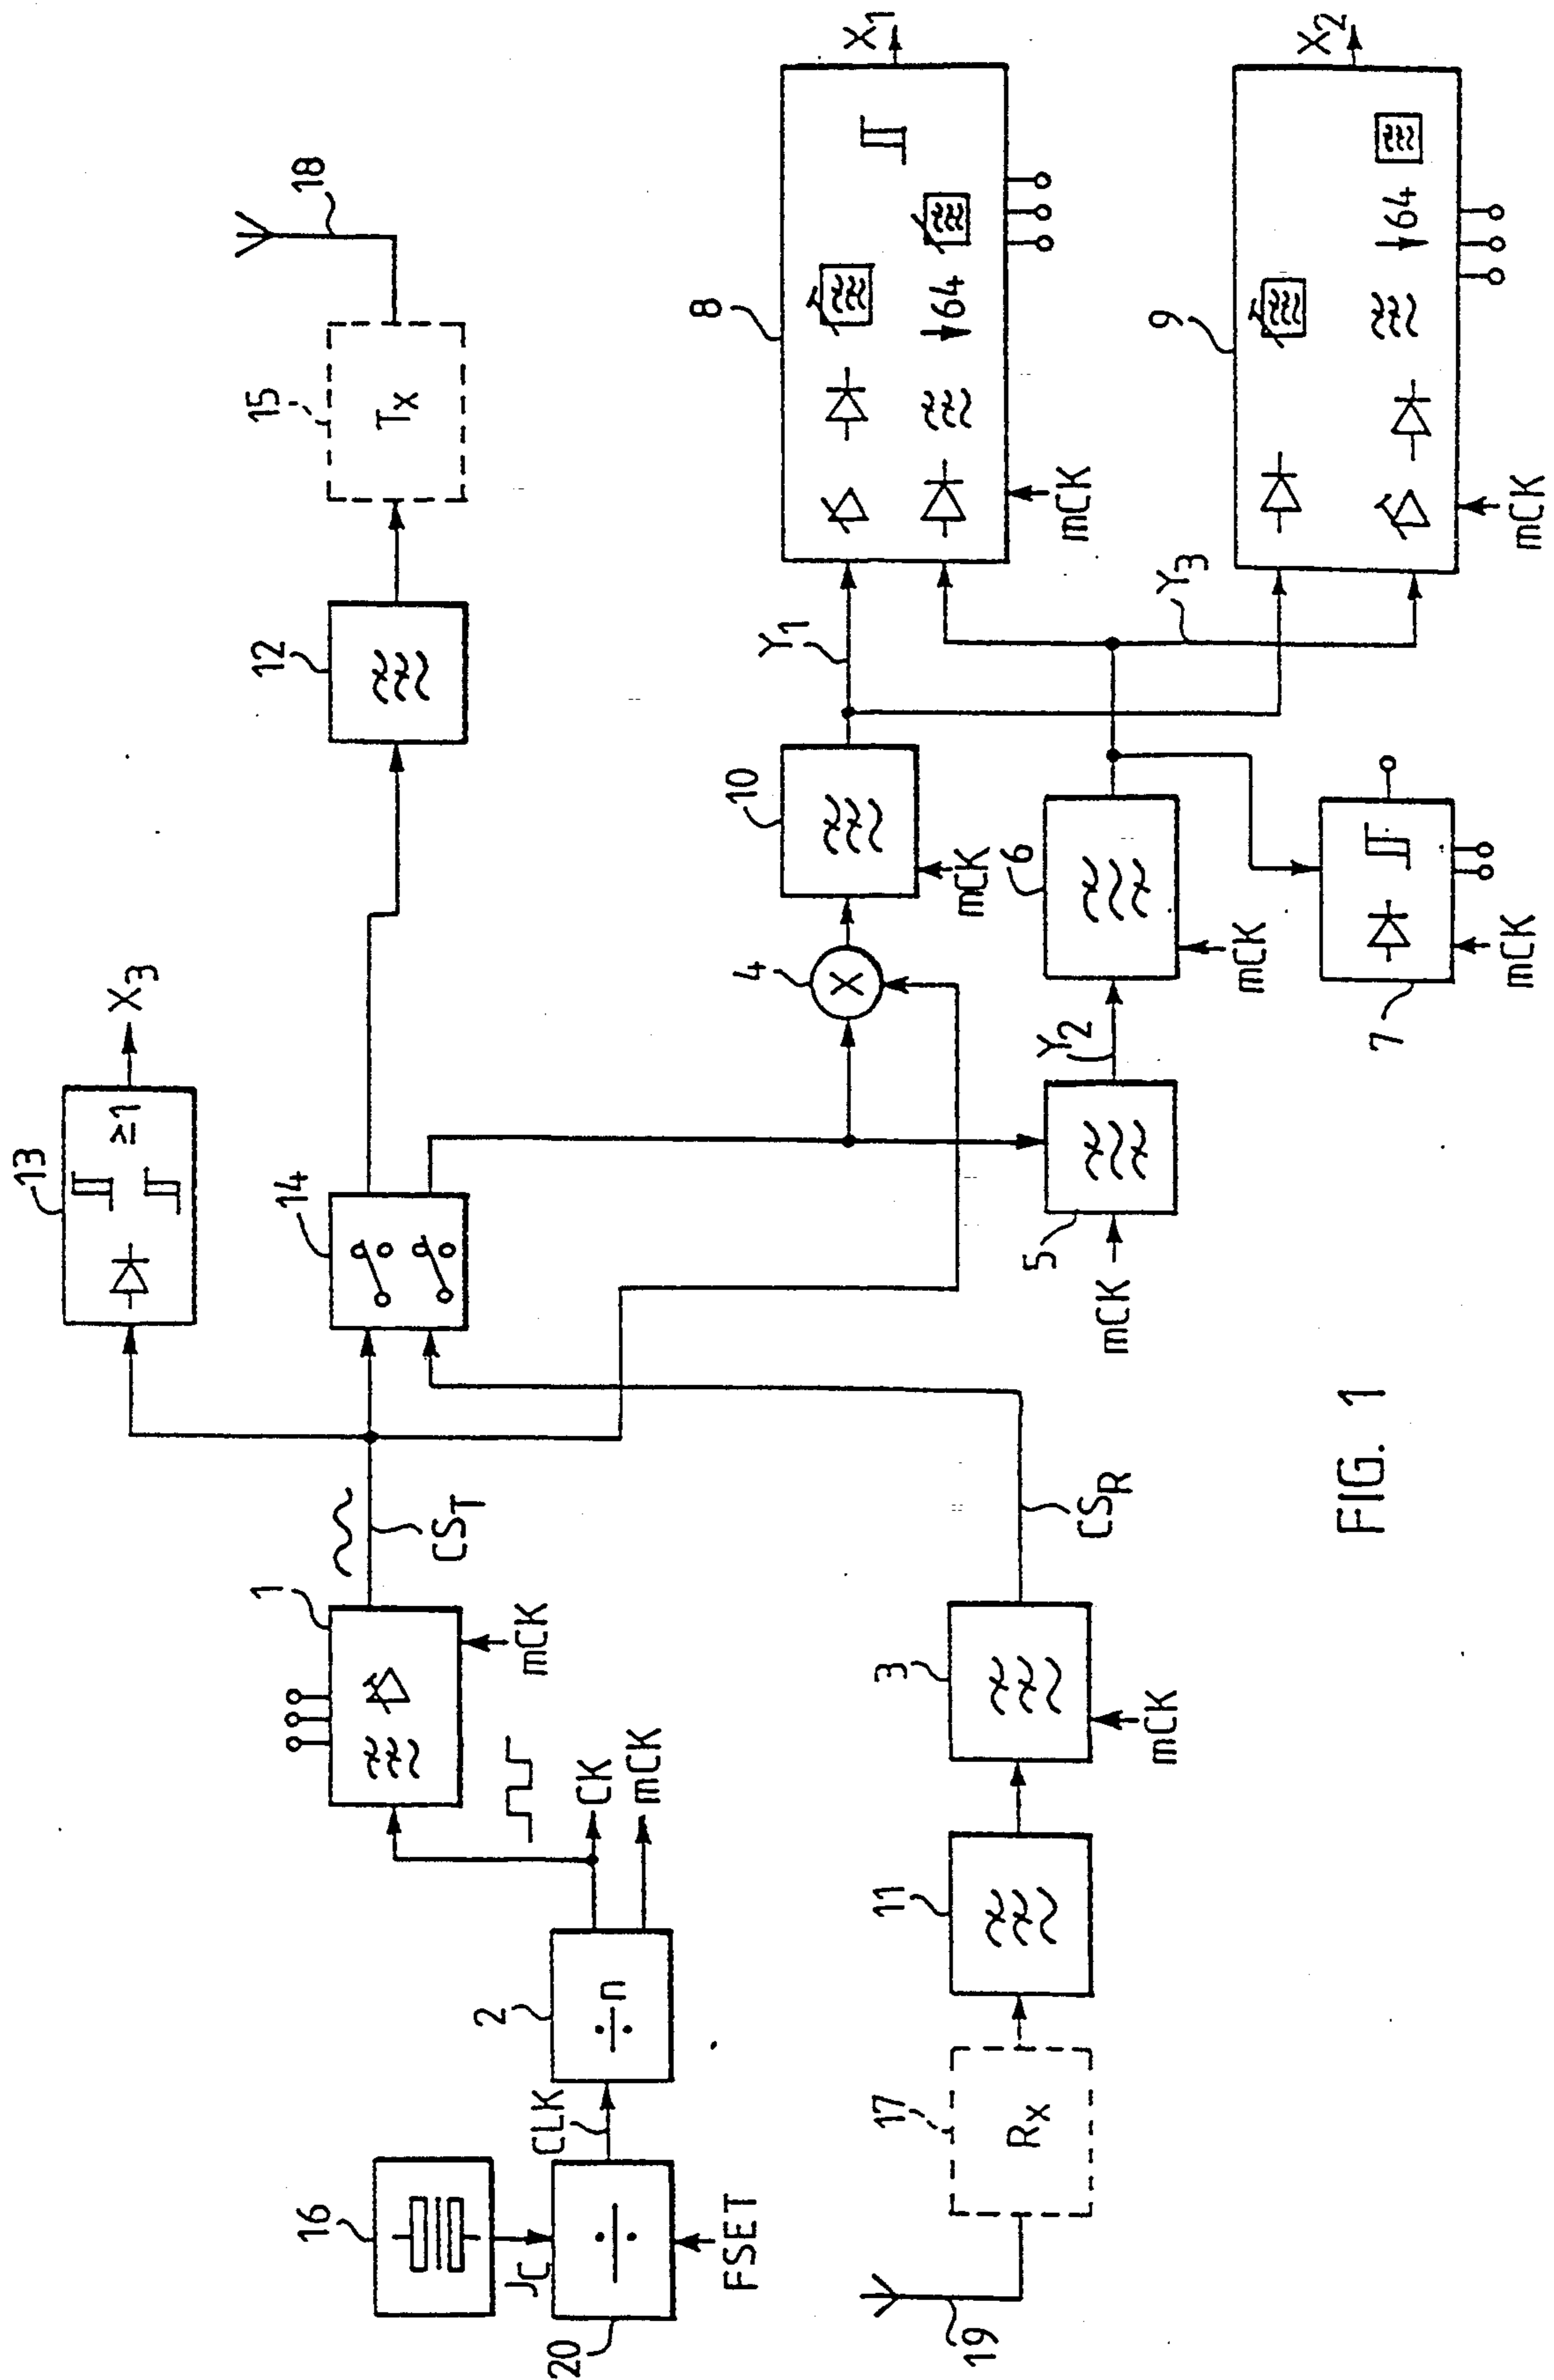 13
X3
18
14
12
15
Tx
≥1
1
CST
mCK
16
JC
20
CLK
FSET
2
÷n
÷
CK
mCK
4
X
10
mCK
Y1
8
↓64
mCK
X1
19
17
Rx
11
3
mCK
CSR
5
mCK
Y2
6
mCK
7
mCK
Y3
9
↓64
mCK
X2
FIG. 1